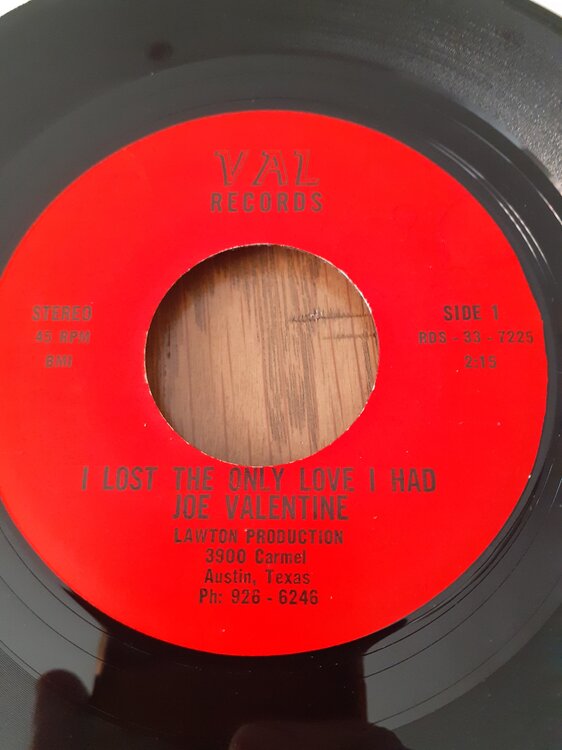 VAL
RECORDS
STEREO
45 RPM
BMI
SIDE 1
ROS - 33 - 7225
2:15
I LOST THE ONLY LOVE I HAD
JOE VALENTINE
LAWTON PRODUCTION
3900 Carmel
Austin, Texas
Ph: 926 - 6246